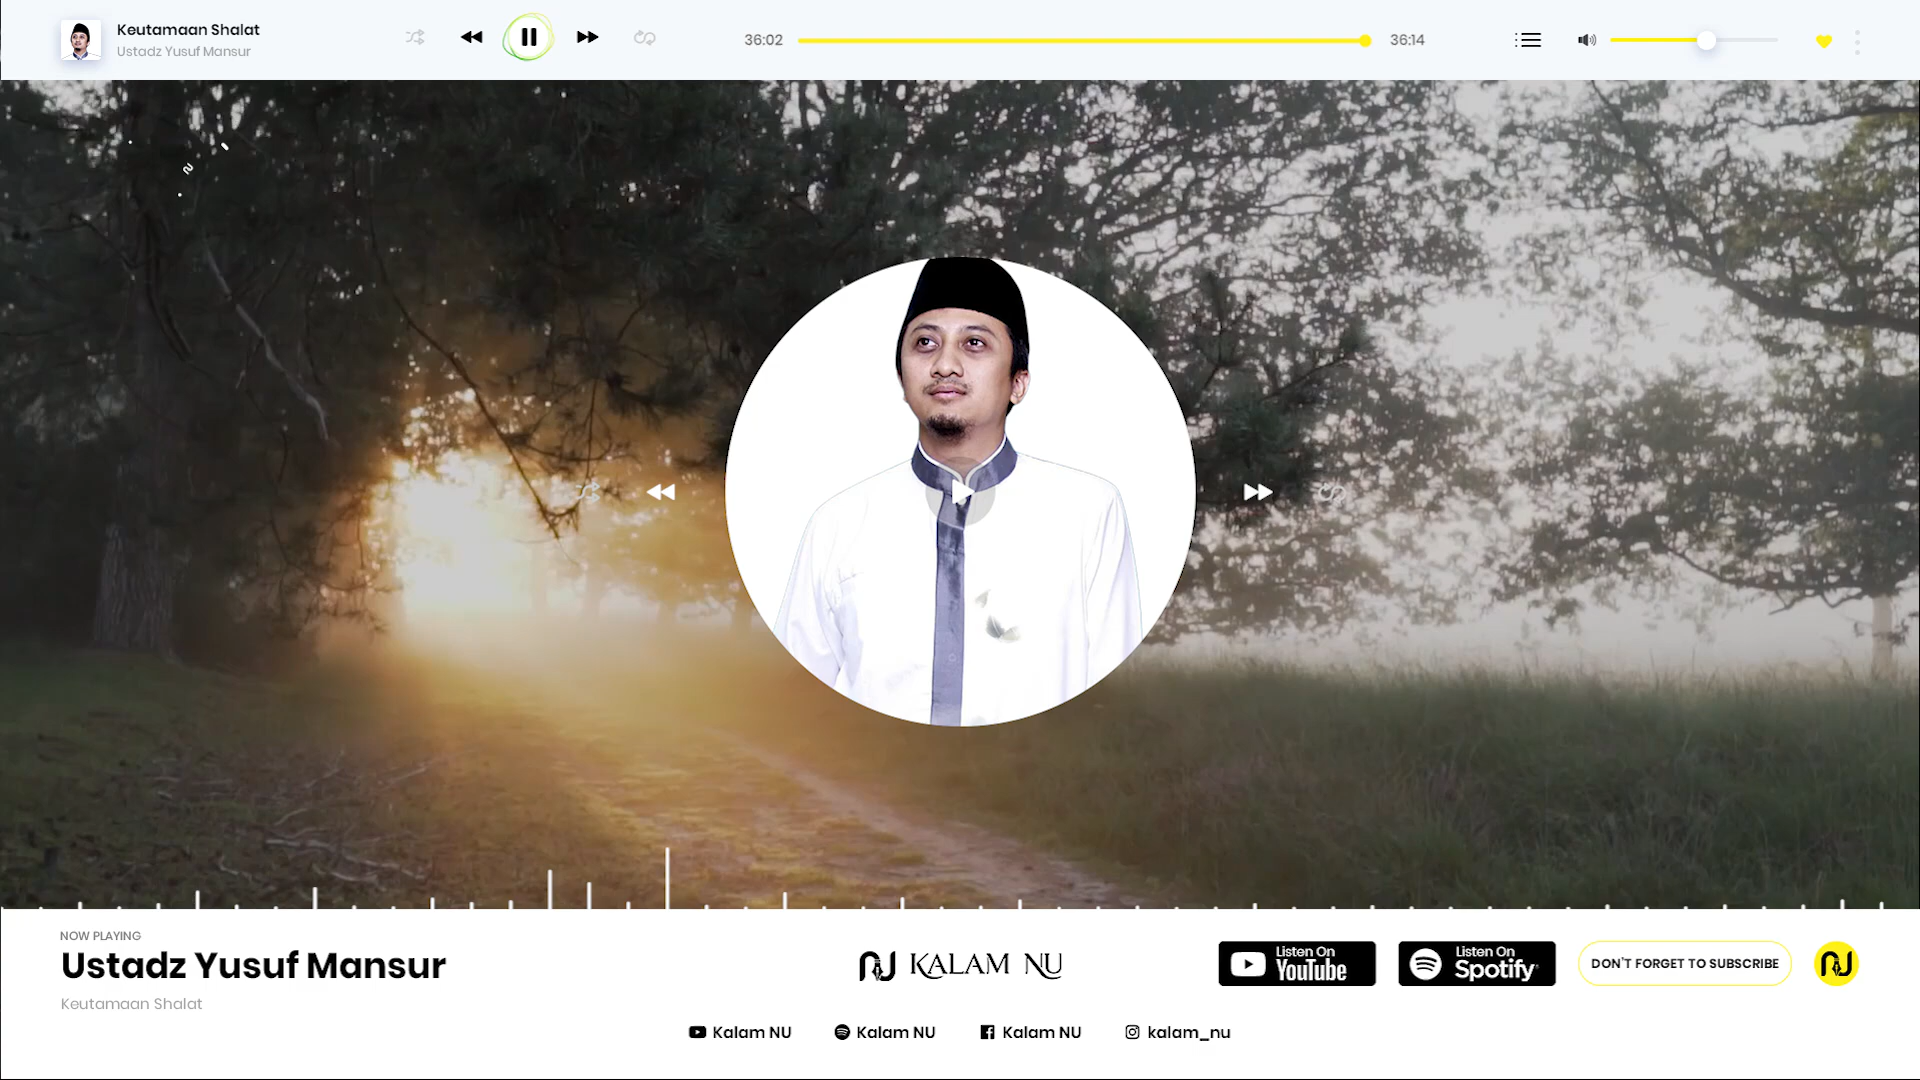 Keutamaan Shalat
Ustadz Yusuf Mansur
36:02
36:14
NOW PLAYING
Ustadz Yusuf Mansur
Keutamaan Shalat
KALAM NU
Listen On
YouTube
Listen On
Spotify
DON'T FORGET TO SUBSCRIBE
Kalam NU
Kalam NU
Kalam NU
kalam_nu